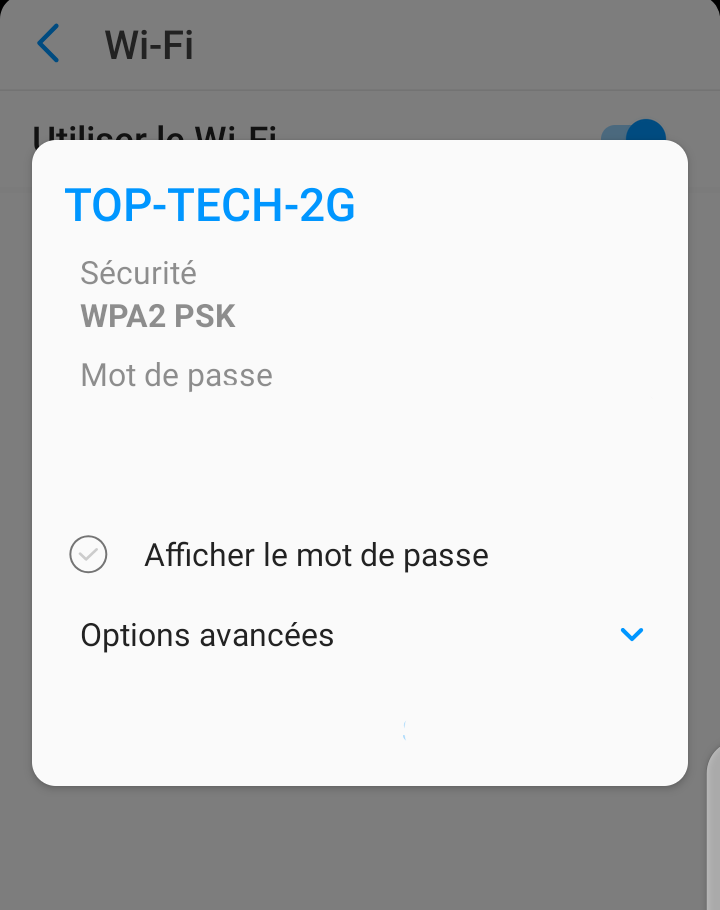 Wi-Fi
Utiliser le Wi-Fi
TOP-TECH-2G
Sécurité
WPA2 PSK
Mot de passe
Afficher le mot de passe
Options avancées